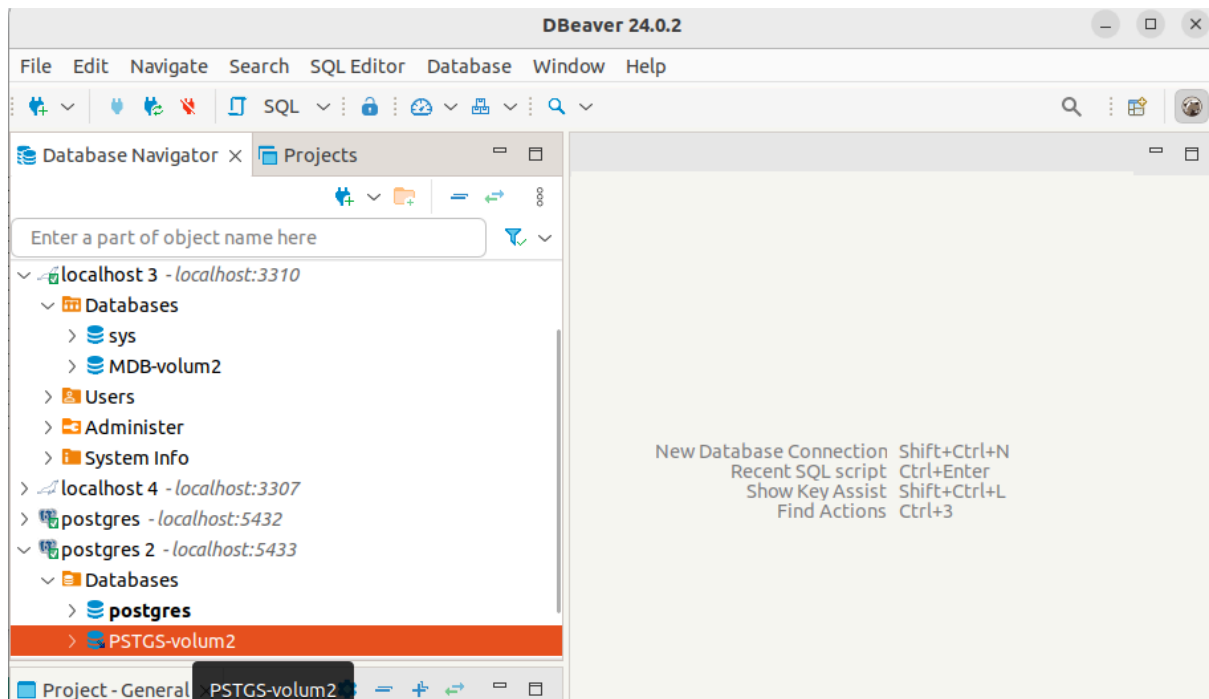 DBeaver 24.0.2
File Edit Navigate Search SQL Editor Database Window Help
SQL
Database Navigator Projects
Enter a part of object name here
localhost 3 - localhost:3310
Databases
sys
MDB-volum2
Users
Administer
System Info
localhost 4 - localhost:3307
postgres - localhost:5432
postgres 2 - localhost:5433
Databases
postgres
PSTGS-volum2
Project - General PSTGS-volum2
New Database Connection Shift+Ctrl+N
Recent SQL script Ctrl+Enter
Show Key Assist Shift+Ctrl+L
Find Actions Ctrl+3